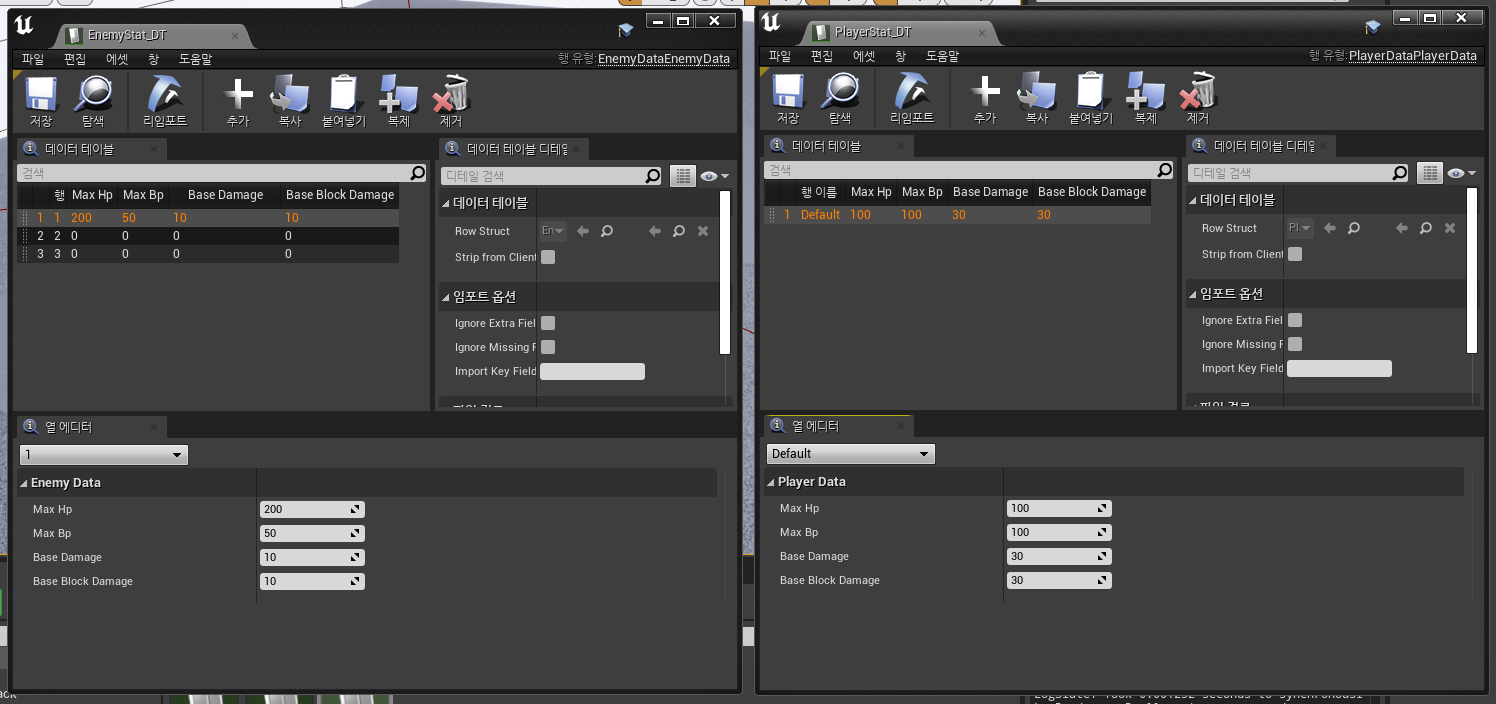 EnemyStat_DT
파일 편집 에셋 창 도움말
행 유형: EnemyDataEnemyData
저장 탐색 리임포트 추가 복사 붙여넣기 복제 제거
데이터 테이블
검색
행 Max Hp Max Bp Base Damage Base Block Damage
1 1 200 50 10 10
2 2 0 0 0 0
3 3 0 0 0 0
데이터 테이블 디테일
디테일 검색
데이터 테이블
Row Struct En
Strip from Client
임포트 옵션
Ignore Extra Fiel
Ignore Missing F
Import Key Field
열 에디터
1
Enemy Data
Max Hp 200
Max Bp 50
Base Damage 10
Base Block Damage 10
PlayerStat_DT
파일 편집 에셋 창 도움말
행 유형: PlayerDataPlayerData
저장 탐색 리임포트 추가 복사 붙여넣기 복제 제거
데이터 테이블
검색
행 이름 Max Hp Max Bp Base Damage Base Block Damage
1 Default 100 100 30 30
데이터 테이블 디테일
디테일 검색
데이터 테이블
Row Struct Pl
Strip from Client
임포트 옵션
Ignore Extra Fiel
Ignore Missing F
Import Key Field
열 에디터
Default
Player Data
Max Hp 100
Max Bp 100
Base Damage 30
Base Block Damage 30